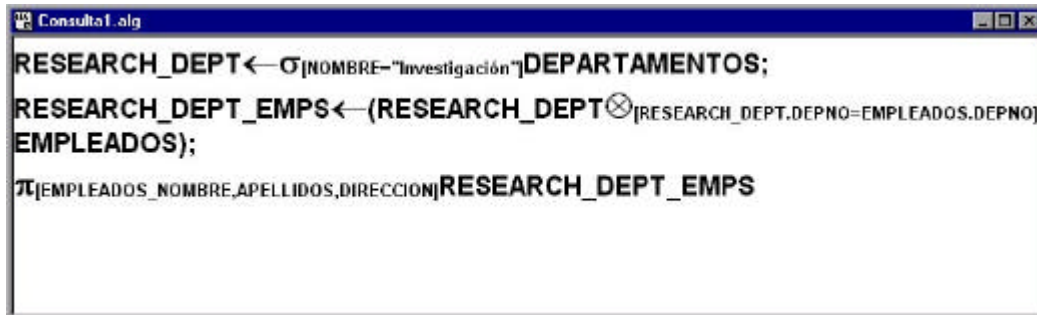 Consulta1.alg
RESEARCH_DEPT←σ[NOMBRE="Investigación"]DEPARTAMENTOS;
RESEARCH_DEPT_EMPS←(RESEARCH_DEPT⊗[RESEARCH_DEPT.DEPNO=EMPLEADOS.DEPNO]
EMPLEADOS);
π[EMPLEADOS_NOMBRE,APELLIDOS,DIRECCION]RESEARCH_DEPT_EMPS